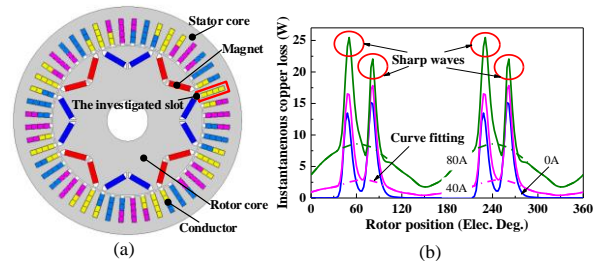 Stator core
Magnet
The investigated slot
Rotor core
Conductor
(a)
Instantaneous copper loss (W)
30
25
20
15
10
5
0
Sharp waves
Curve fitting
80A
40A
0A
0 60 120 180 240 300 360
Rotor position (Elec. Deg.)
(b)